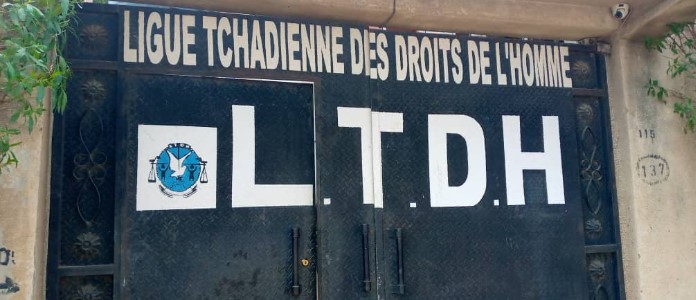 LIGUE TCHADIENNE DES DROITS DE L'HOMME
L.T.D.H
115
137